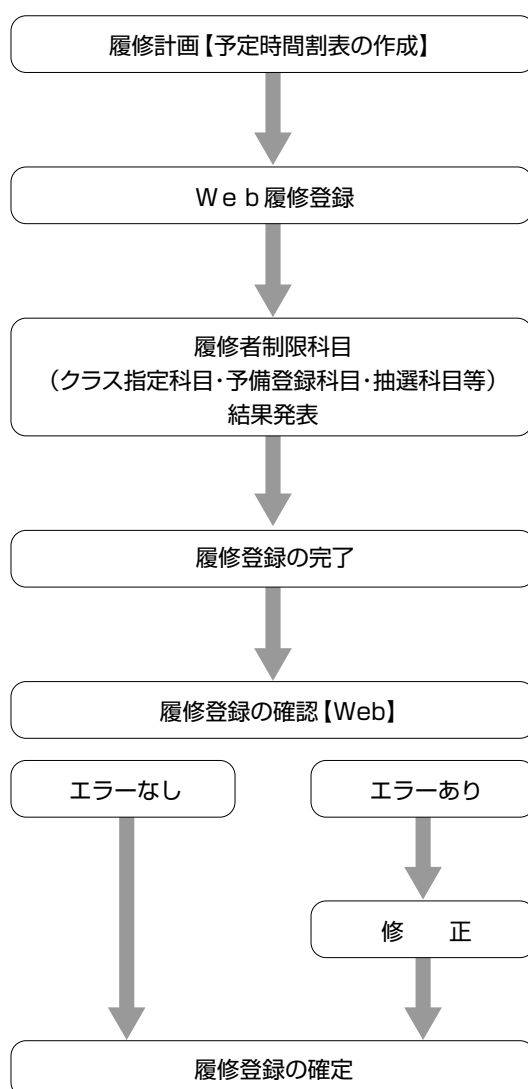 履修計画【予定時間割表の作成】
Ｗｅｂ履修登録
履修者制限科目
（クラス指定科目・予備登録科目・抽選科目等）
結果発表
履修登録の完了
履修登録の確認【Web】
エラーなし
エラーあり
修　正
履修登録の確定